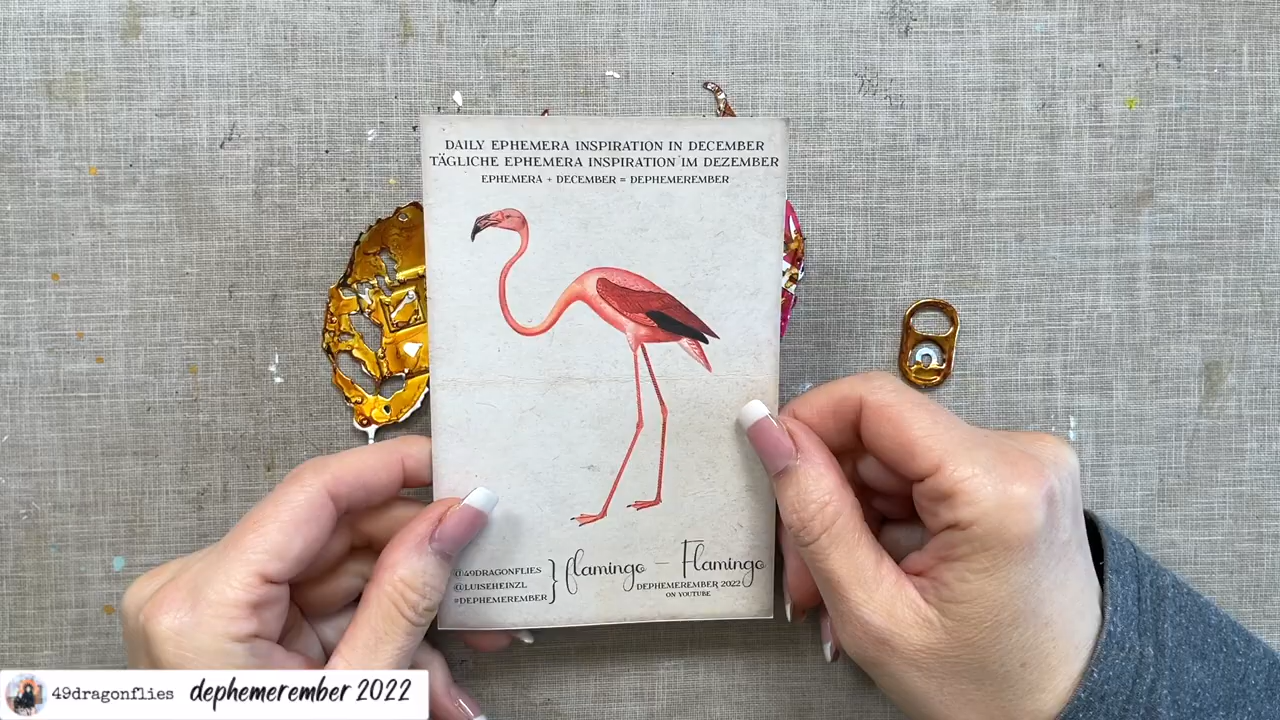 DAILY EPHEMERA INSPIRATION IN DECEMBER
TÄGLICHE EPHEMERA INSPIRATION IM DEZEMBER
EPHEMERA + DECEMBER = DEPHEMEREMBER
@49DRAGONFLIES
@LUISEHEINZL
#DEPHEMEREMBER
flamingo – Flamingo
DEPHEMEREMBER 2022
ON YOUTUBE
49dragonflies dephemerember 2022